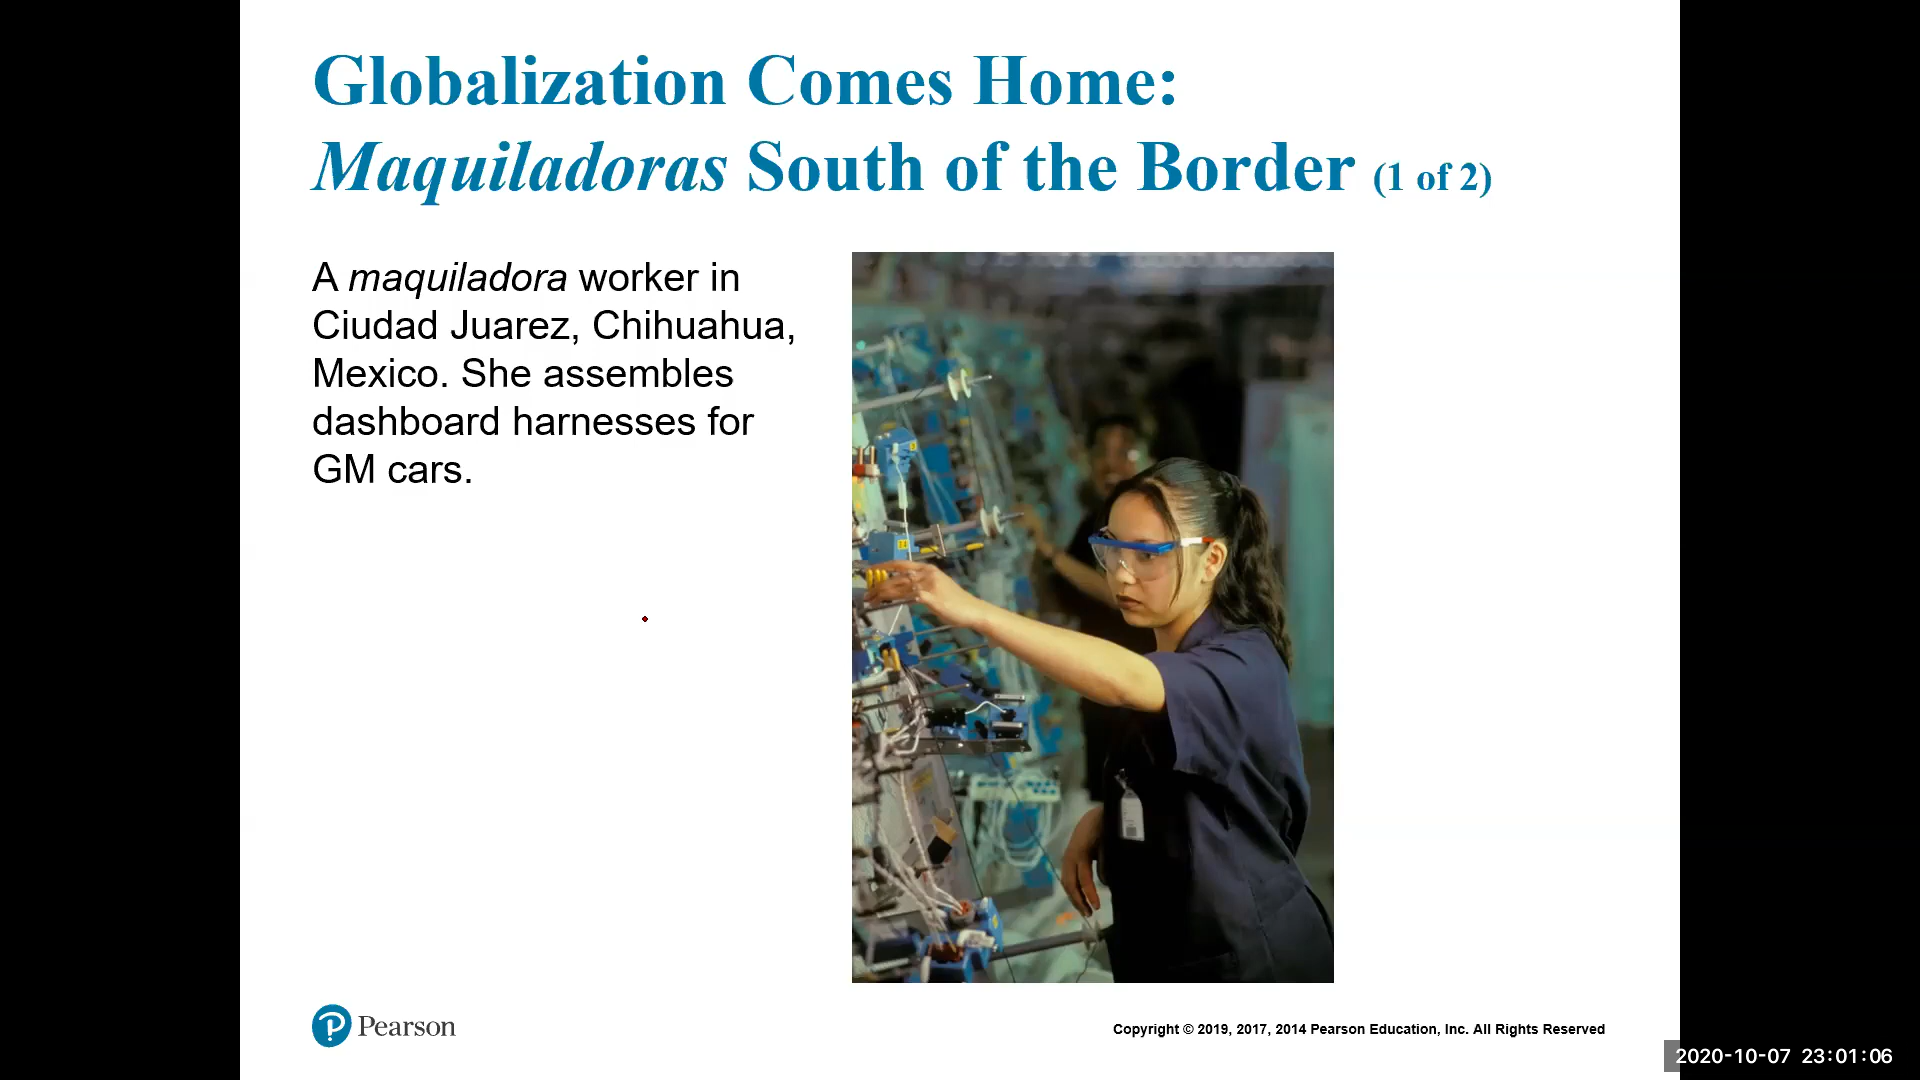 Globalization Comes Home:
Maquiladoras South of the Border (1 of 2)
A maquiladora worker in
Ciudad Juarez, Chihuahua,
Mexico. She assembles
dashboard harnesses for
GM cars.
Pearson
Copyright © 2019, 2017, 2014 Pearson Education, Inc. All Rights Reserved
2020-10-07 23:01:06